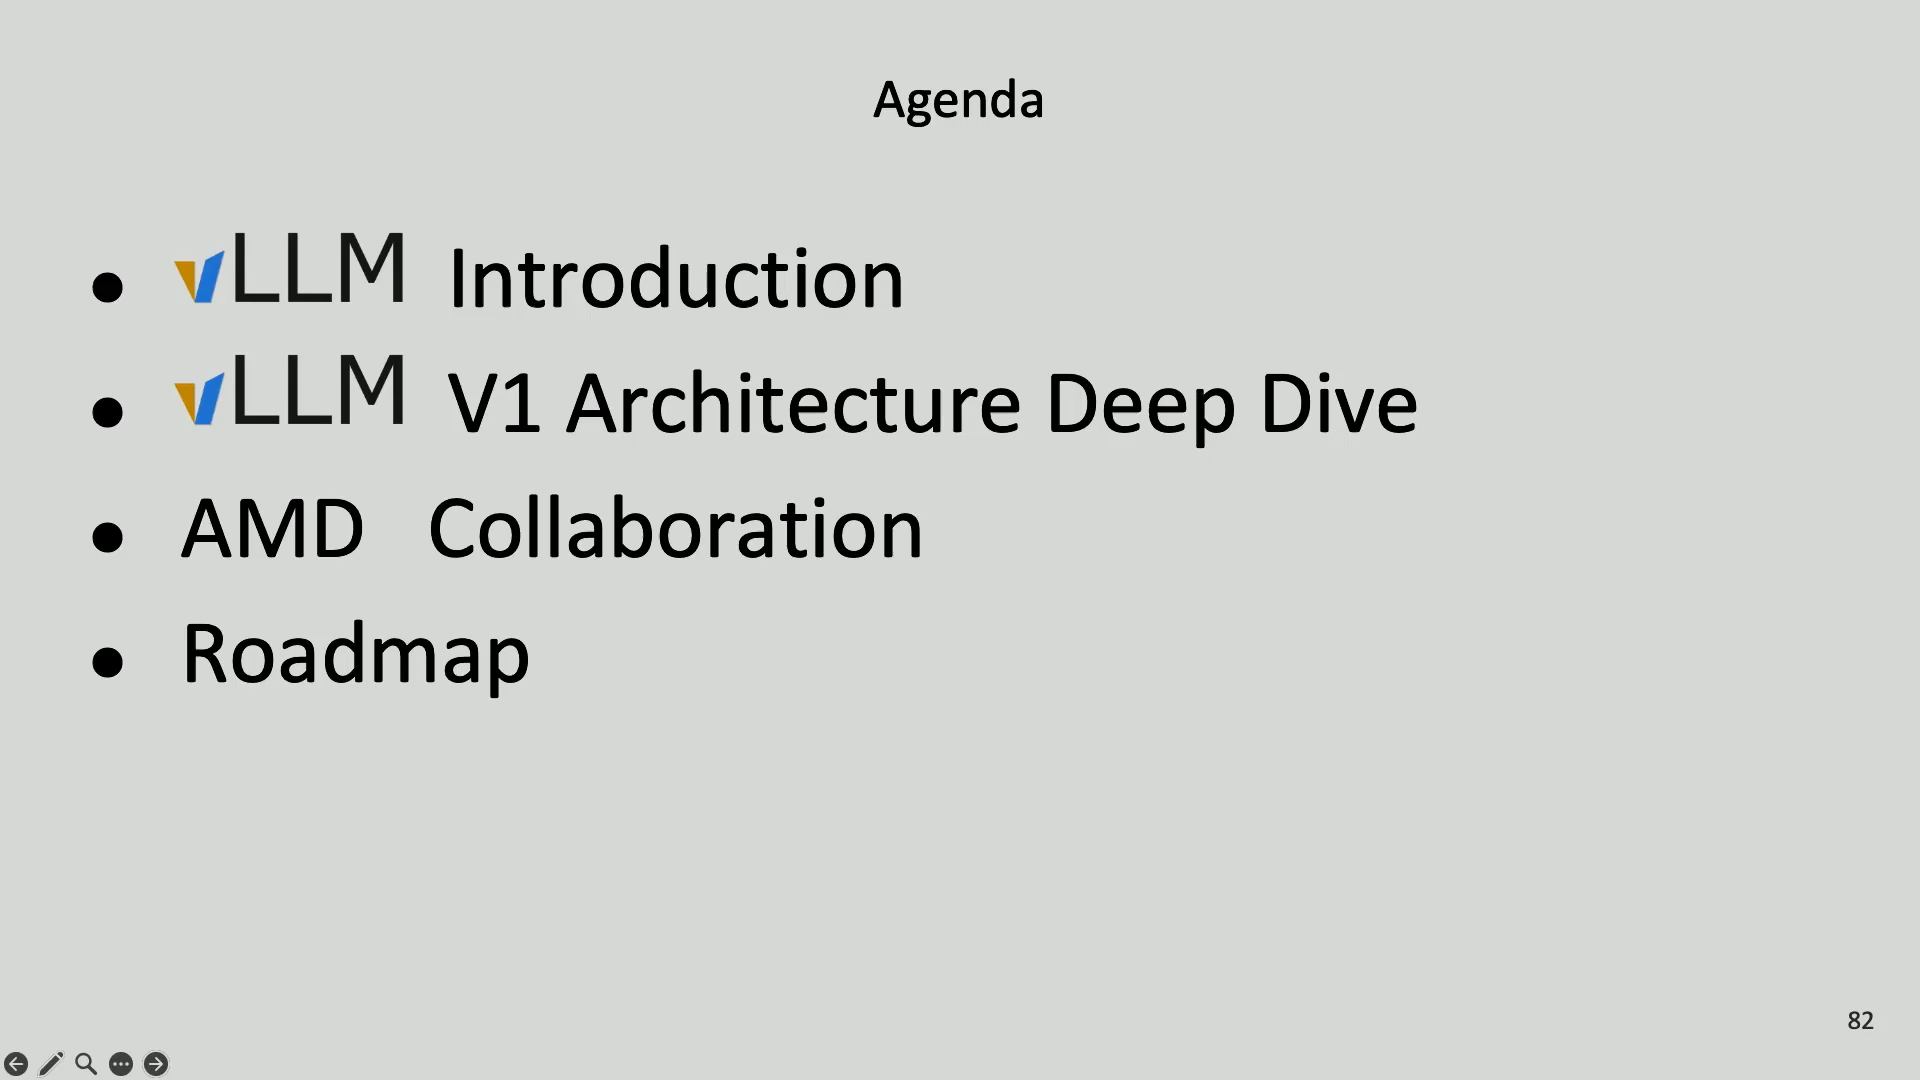 Agenda
● vLLM Introduction
● vLLM V1 Architecture Deep Dive
● AMD Collaboration
● Roadmap
82